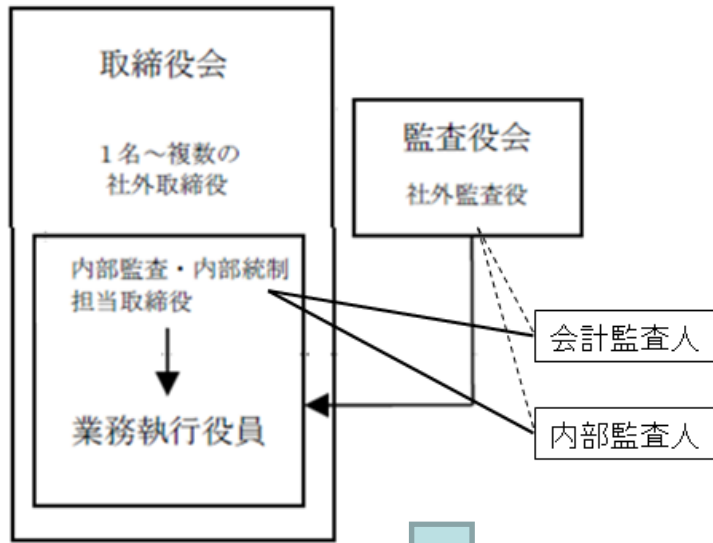 取締役会
1名～複数の
社外取締役
内部監査・内部統制
担当取締役
業務執行役員
監査役会
社外監査役
会計監査人
内部監査人